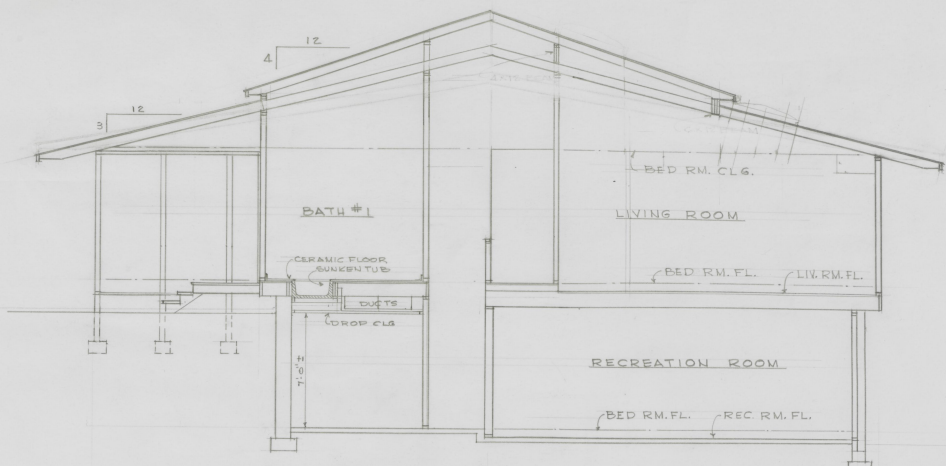 12
4
12
3
BED RM. CLG.
BATH #1
LIVING ROOM
CERAMIC FLOOR
SUNKEN TUB
BED RM. FL.
LIV. RM. FL.
DUCTS
DROP CLG
7'-0" ±
RECREATION ROOM
BED RM. FL.
REC. RM. FL.